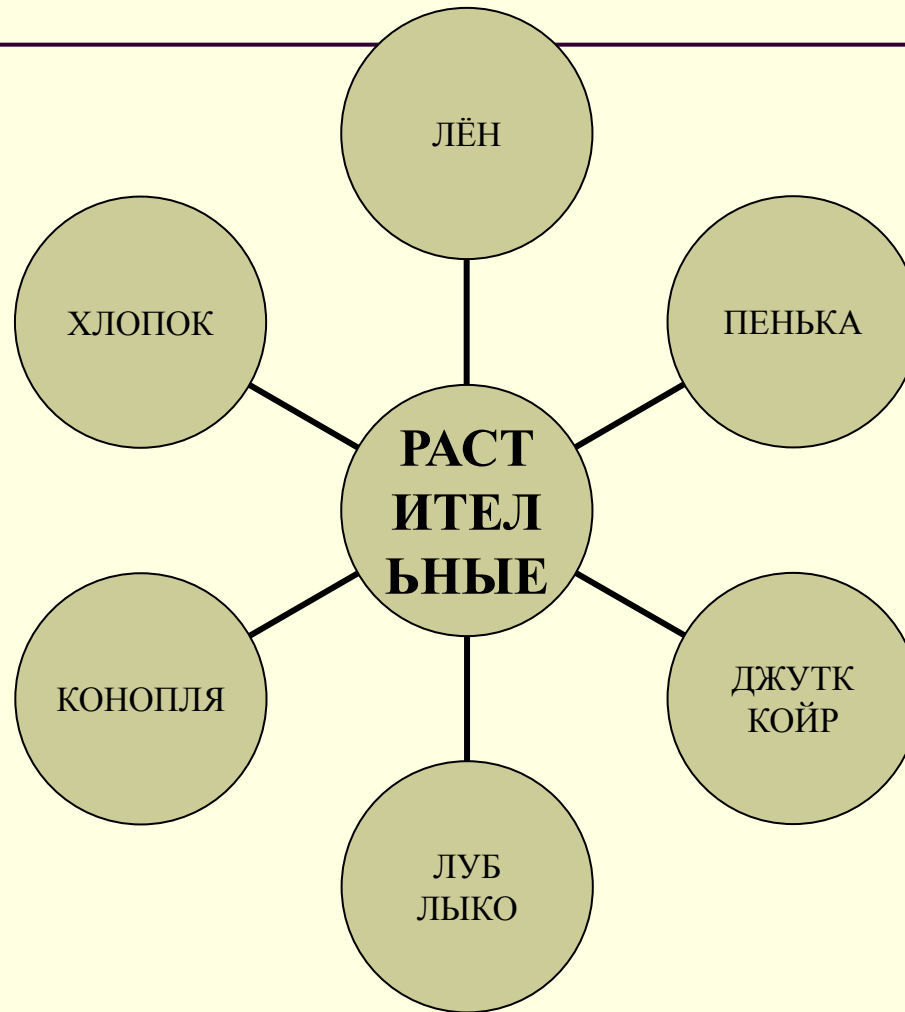 ЛЁН
ХЛОПОК
ПЕНЬКА
РАСТ
ИТЕЛ
ЬНЫЕ
КОНОПЛЯ
ДЖУТК
КОЙР
ЛУБ
ЛЫКО